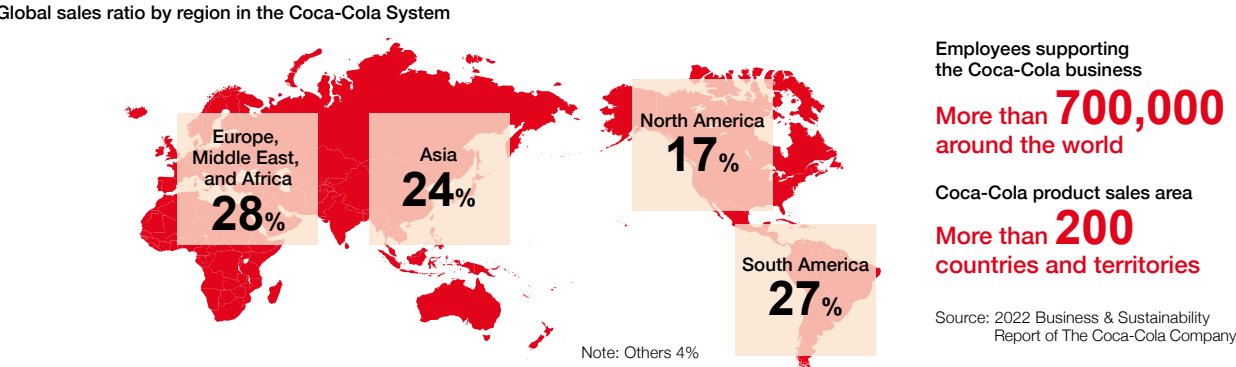 Global sales ratio by region in the Coca-Cola System
Europe,
Middle East,
and Africa
28%
Asia
24%
North America
17%
South America
27%
Note: Others 4%
Employees supporting
the Coca-Cola business
More than 700,000
around the world
Coca-Cola product sales area
More than 200
countries and territories
Source: 2022 Business & Sustainability
Report of The Coca-Cola Company